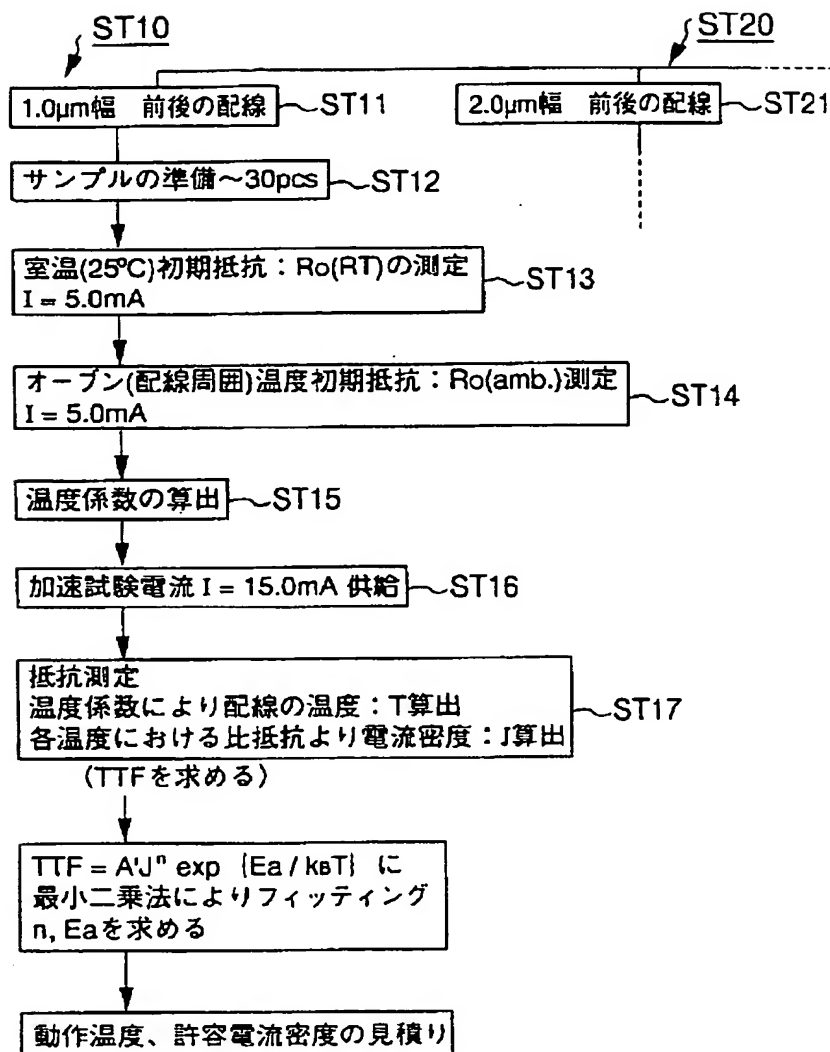 ST10
ST20
1.0μm幅 前後の配線
ST11
2.0μm幅 前後の配線
ST21
サンプルの準備~30pcs
ST12
室温(25℃)初期抵抗:Ro(RT)の測定
I = 5.0mA
ST13
オーブン(配線周囲)温度初期抵抗:Ro(amb.)測定
I = 5.0mA
ST14
温度係数の算出
ST15
加速試験電流 I = 15.0mA 供給
ST16
抵抗測定
温度係数により配線の温度:T算出
各温度における比抵抗より電流密度:J算出
ST17
(TTFを求める)
TTF = A'Jⁿ exp {Ea / kBT} に
最小二乗法によりフィッティング
n, Eaを求める
動作温度、許容電流密度の見積り